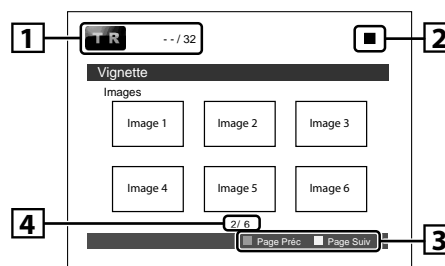 1 TR - - / 32 2
Vignette
Images
Image 1 Image 2 Image 3
Image 4 Image 5 Image 6
4 2/ 6
Page Préc Page Suiv 3